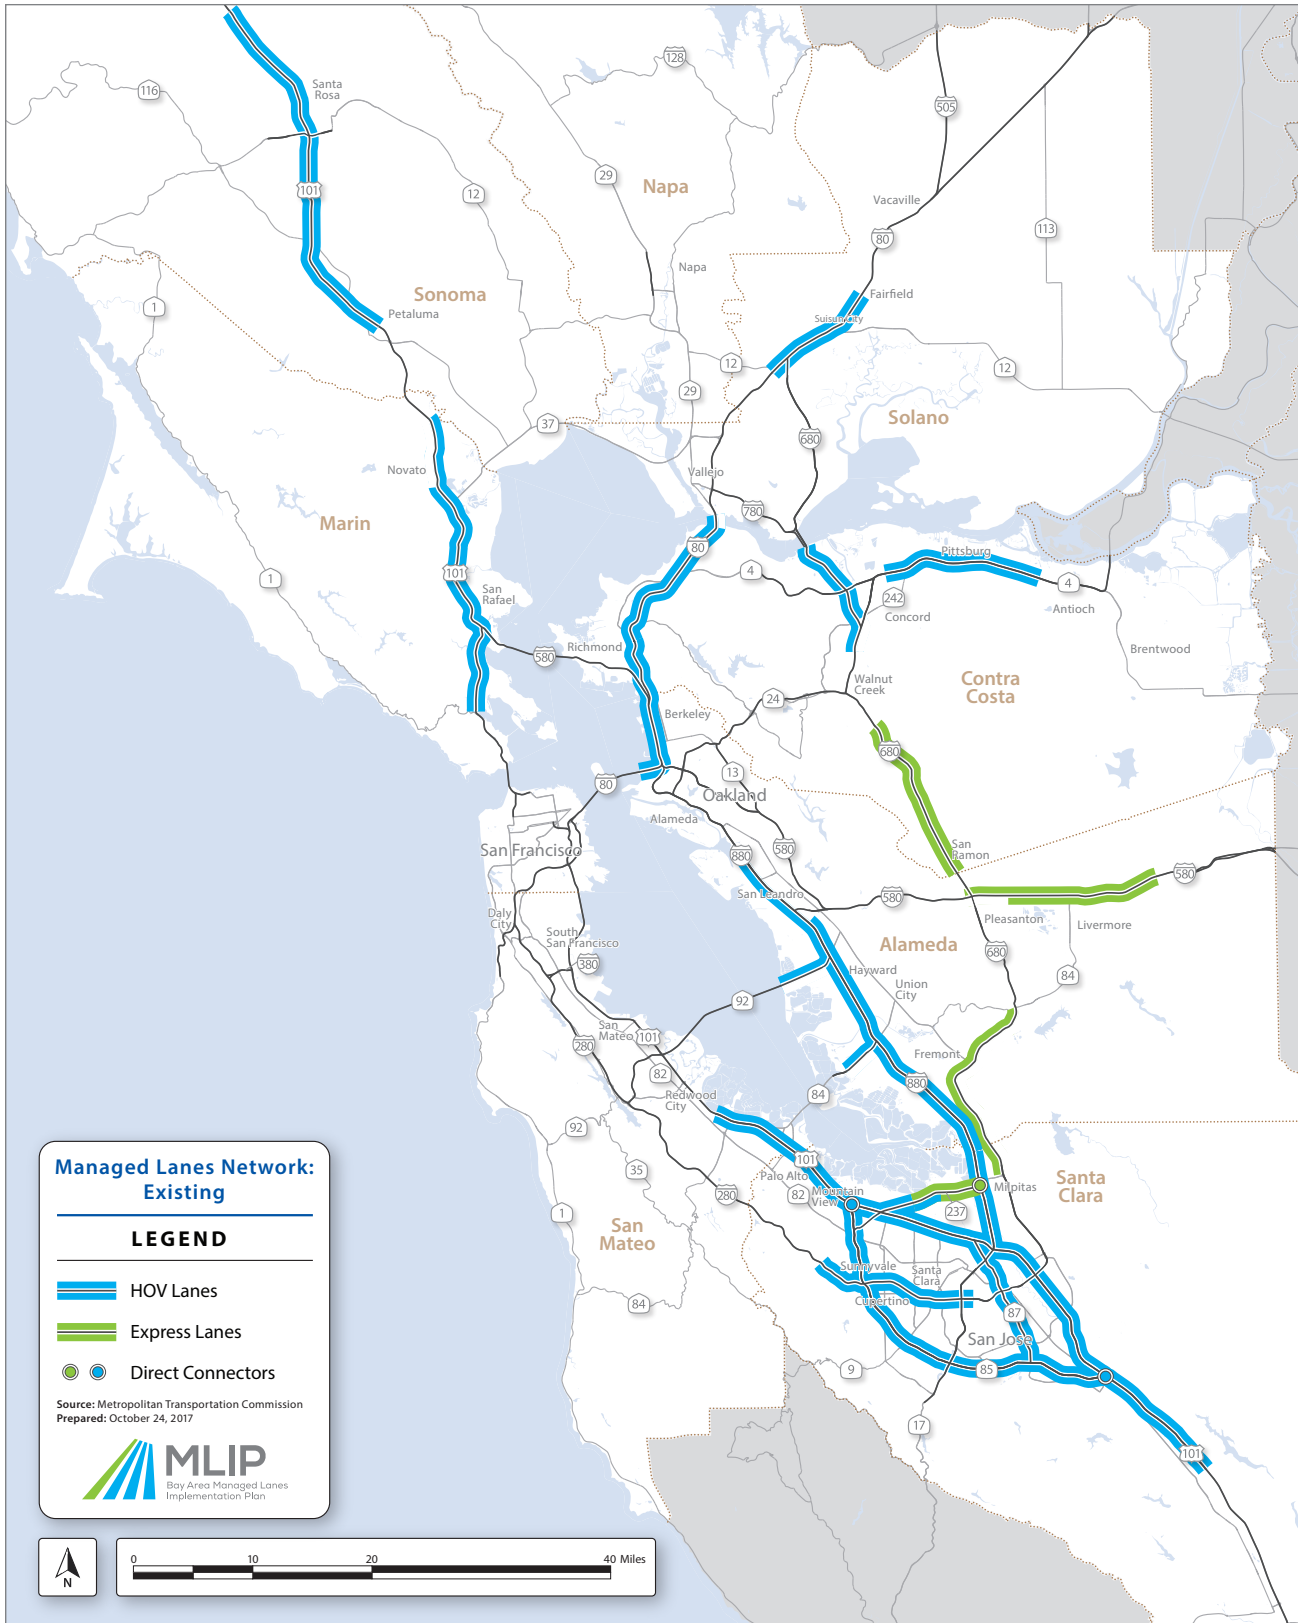 128
505
Santa
Rosa
116
29
Napa
12
101
Vacaville
113
80
Napa
Sonoma
Fairfield
1
Petaluma
Suisun City
12
12
29
Solano
37
680
Novato
Vallejo
780
Marin
80
Pittsburg
4
4
101
1
242
Concord
Antioch
San
Rafael
580
Richmond
Brentwood
Walnut
Creek
Contra
Costa
24
Berkeley
680
13
80
Oakland
Alameda
San Francisco
880
580
San
Ramon
580
San Leandro
580
Daly
City
Pleasanton
Livermore
South
San Francisco
Alameda
680
380
Hayward
84
Union
City
92
San
Mateo
101
280
Fremont
82
880
Redwood
City
84
92
101
35
Palo Alto
Santa
Clara
82
Mountain
View
Milpitas
280
1
237
San
Mateo
Sunnyvale
Santa
Clara
Cupertino
84
87
San Jose
9
85
17
101
Managed Lanes Network:
Existing
LEGEND
HOV Lanes
Express Lanes
Direct Connectors
Source: Metropolitan Transportation Commission
Prepared: October 24, 2017
MLIP
Bay Area Managed Lanes
Implementation Plan
N
0 10 20 40 Miles